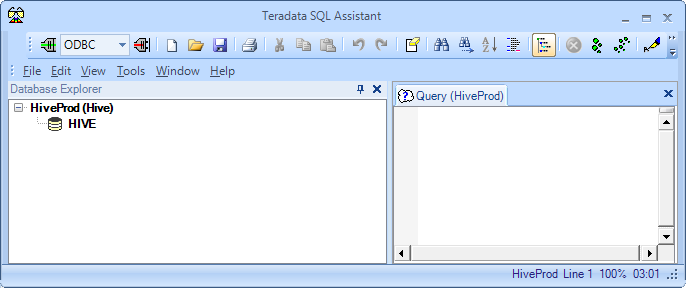 Teradata SQL Assistant
ODBC
File Edit View Tools Window Help
Database Explorer
HiveProd (Hive)
HIVE
Query (HiveProd)
HiveProd Line 1 100% 03:01